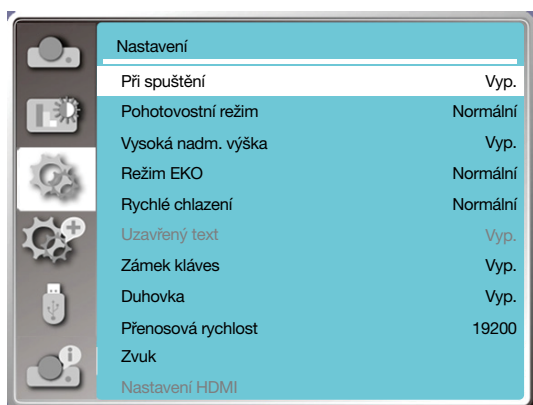 Nastavení
Při spuštění Vyp.
Pohotovostní režim Normální
Vysoká nadm. výška Vyp.
Režim EKO Normální
Rychlé chlazení Normální
Uzavřený text Vyp.
Zámek kláves Vyp.
Duhovka Vyp.
Přenosová rychlost 19200
Zvuk
Nastavení HDMI